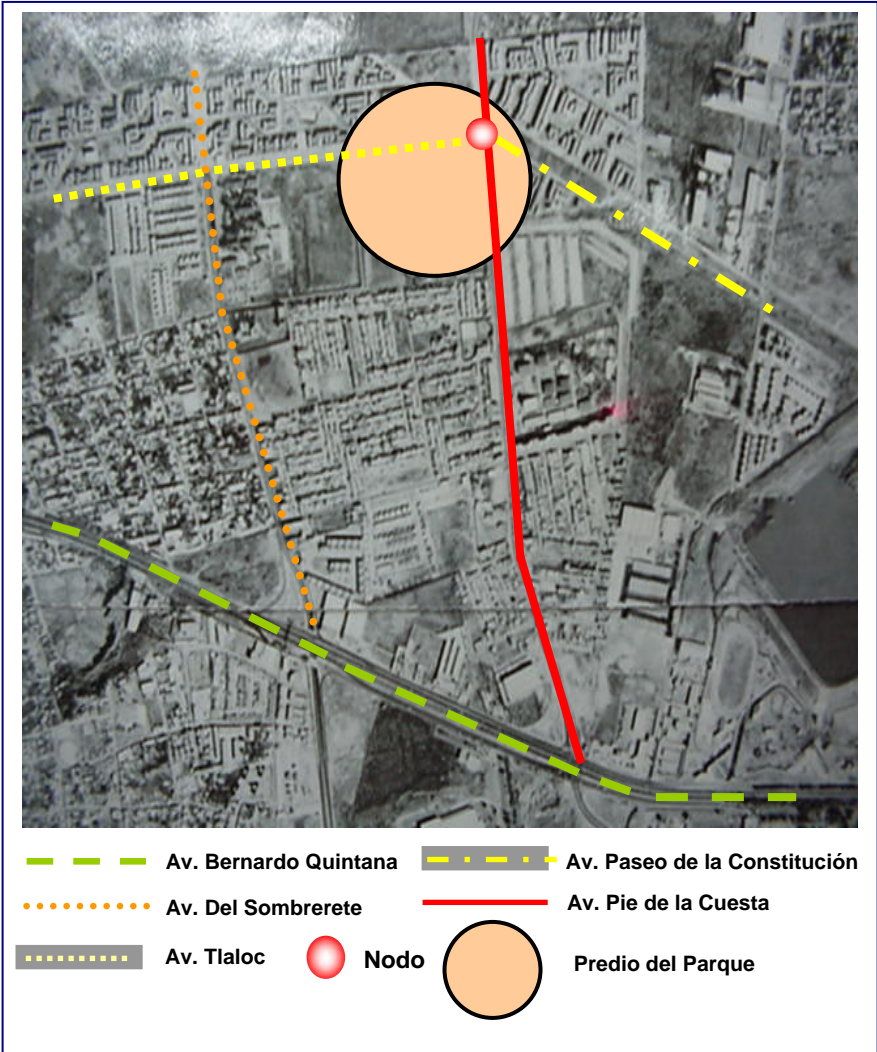 Av. Bernardo Quintana
Av. Paseo de la Constitución
Av. Del Sombrerete
Av. Pie de la Cuesta
Av. Tlaloc
Nodo
Predio del Parque